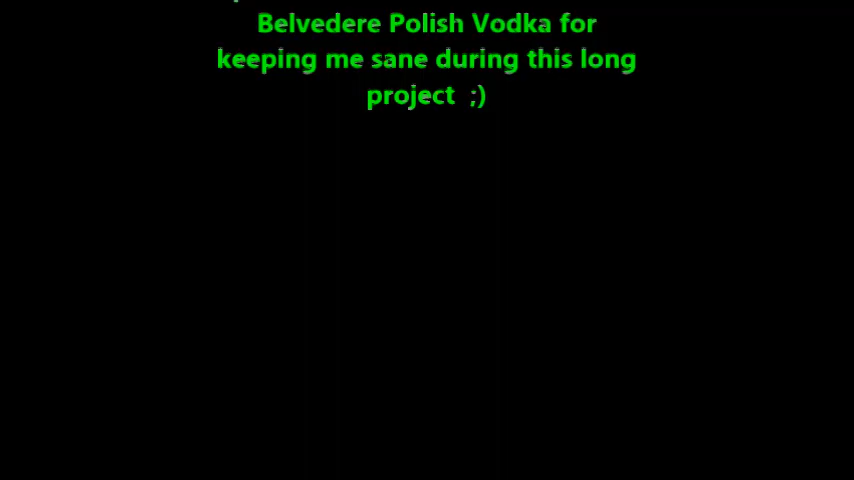 Belvedere Polish Vodka for
keeping me sane during this long
project  ;)